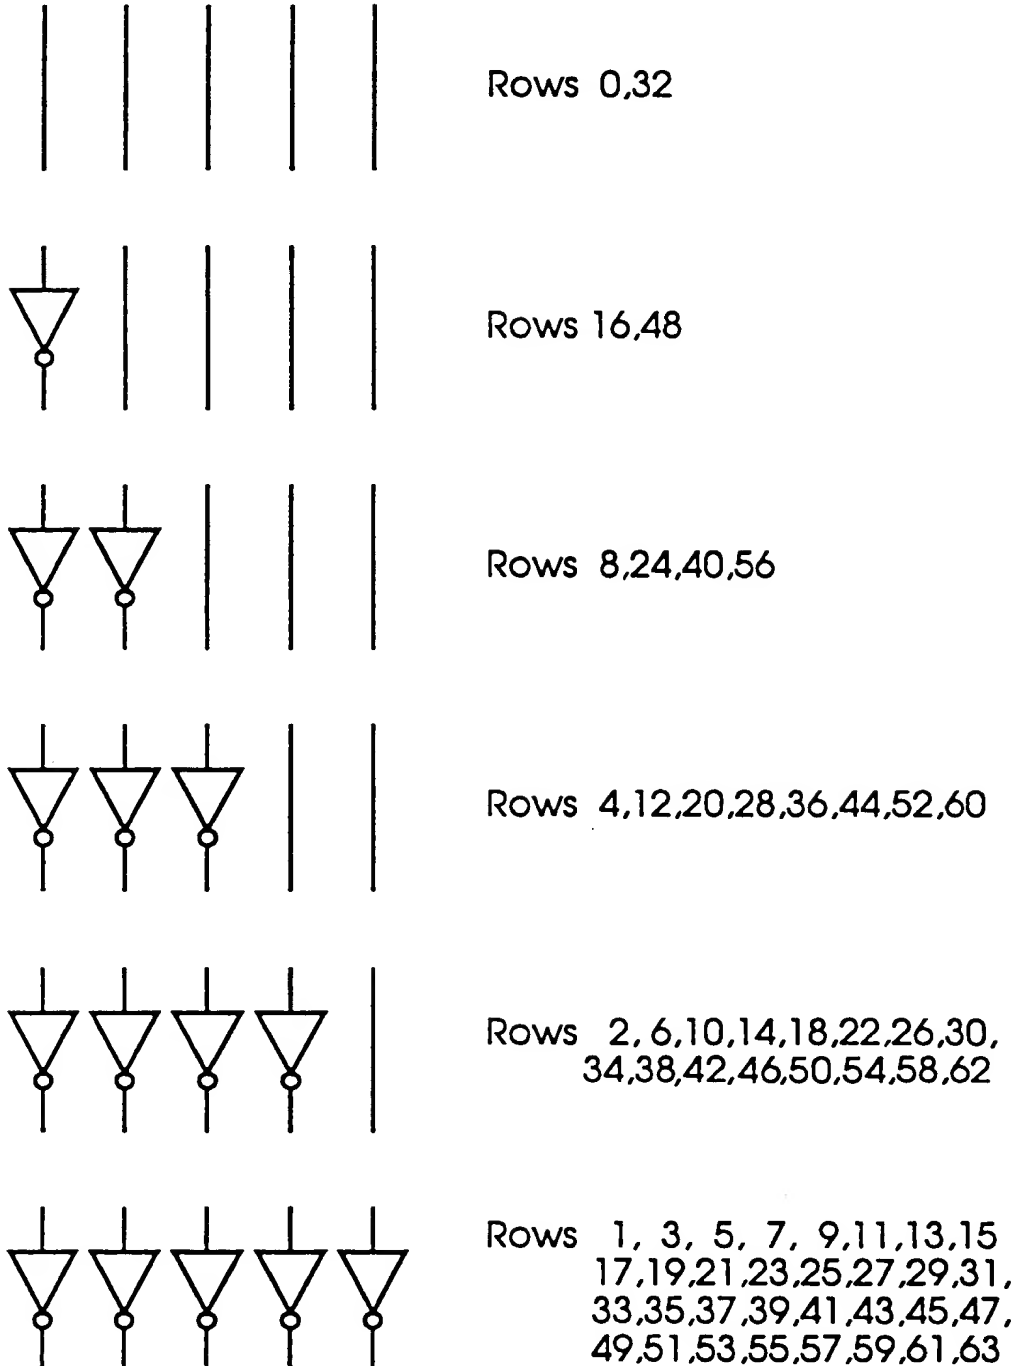 Rows 0,32
Rows 16,48
Rows 8,24,40,56
Rows 4,12,20,28,36,44,52,60
Rows 2, 6,10,14,18,22,26,30,
34,38,42,46,50,54,58,62
Rows 1, 3, 5, 7, 9,11,13,15
17,19,21,23,25,27,29,31,
33,35,37,39,41,43,45,47,
49,51,53,55,57,59,61,63